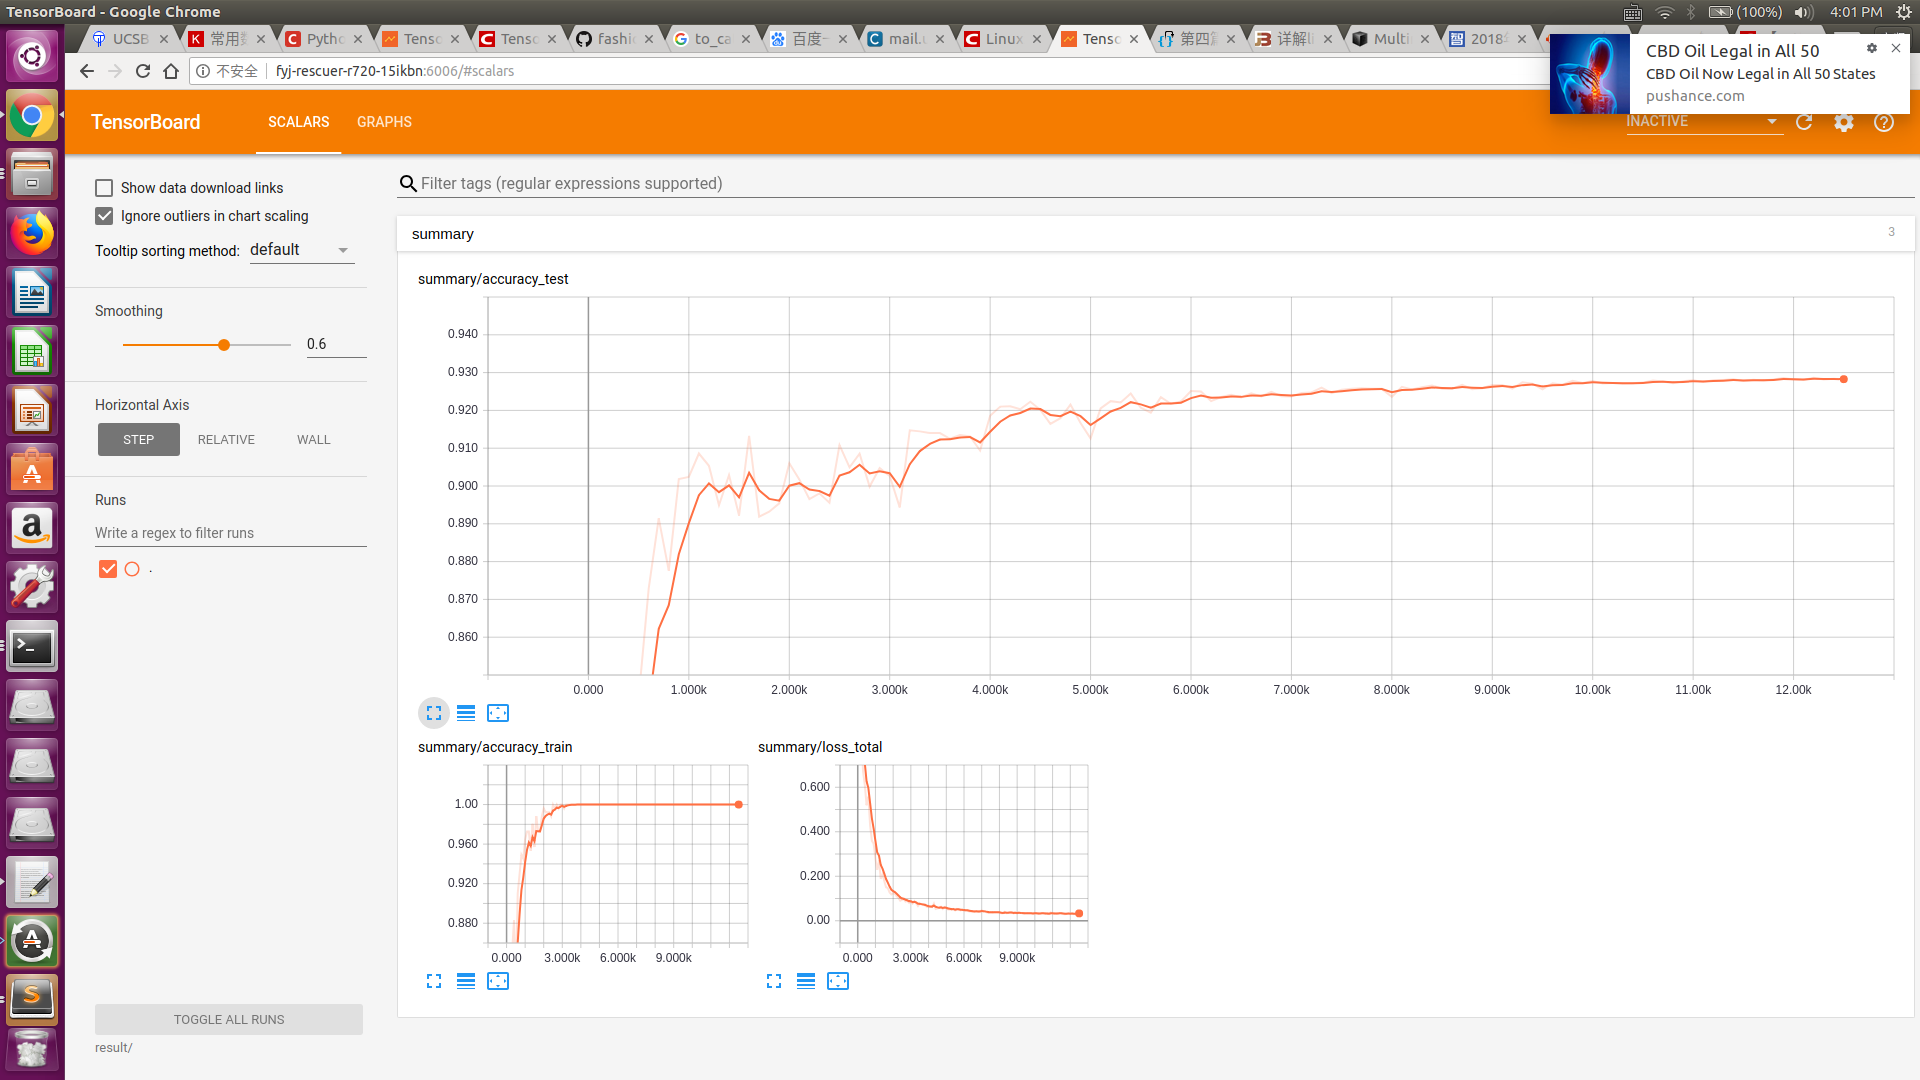 TensorBoard - Google Chrome
(100%)
4:01 PM
UCSB
Pytho
Tenso
Tenso
fashio
to_ca
百度一
mail.
Linux
Tenso
第四篇
详解
Multi
2018
不安全
fyj-rescuer-r720-15ikbn:6006/#scalars
CBD Oil Legal in All 50
CBD Oil Now Legal in All 50 States
pushance.com
TensorBoard
SCALARS
GRAPHS
INACTIVE
Show data download links
Ignore outliers in chart scaling
Tooltip sorting method:
default
Smoothing
0.6
Horizontal Axis
STEP
RELATIVE
WALL
Runs
Write a regex to filter runs
.
TOGGLE ALL RUNS
result/
Filter tags (regular expressions supported)
summary
3
summary/accuracy_test
0.940
0.930
0.920
0.910
0.900
0.890
0.880
0.870
0.860
0.000
1.000k
2.000k
3.000k
4.000k
5.000k
6.000k
7.000k
8.000k
9.000k
10.00k
11.00k
12.00k
summary/accuracy_train
1.00
0.960
0.920
0.880
0.000
3.000k
6.000k
9.000k
summary/loss_total
0.600
0.400
0.200
0.00
0.000
3.000k
6.000k
9.000k